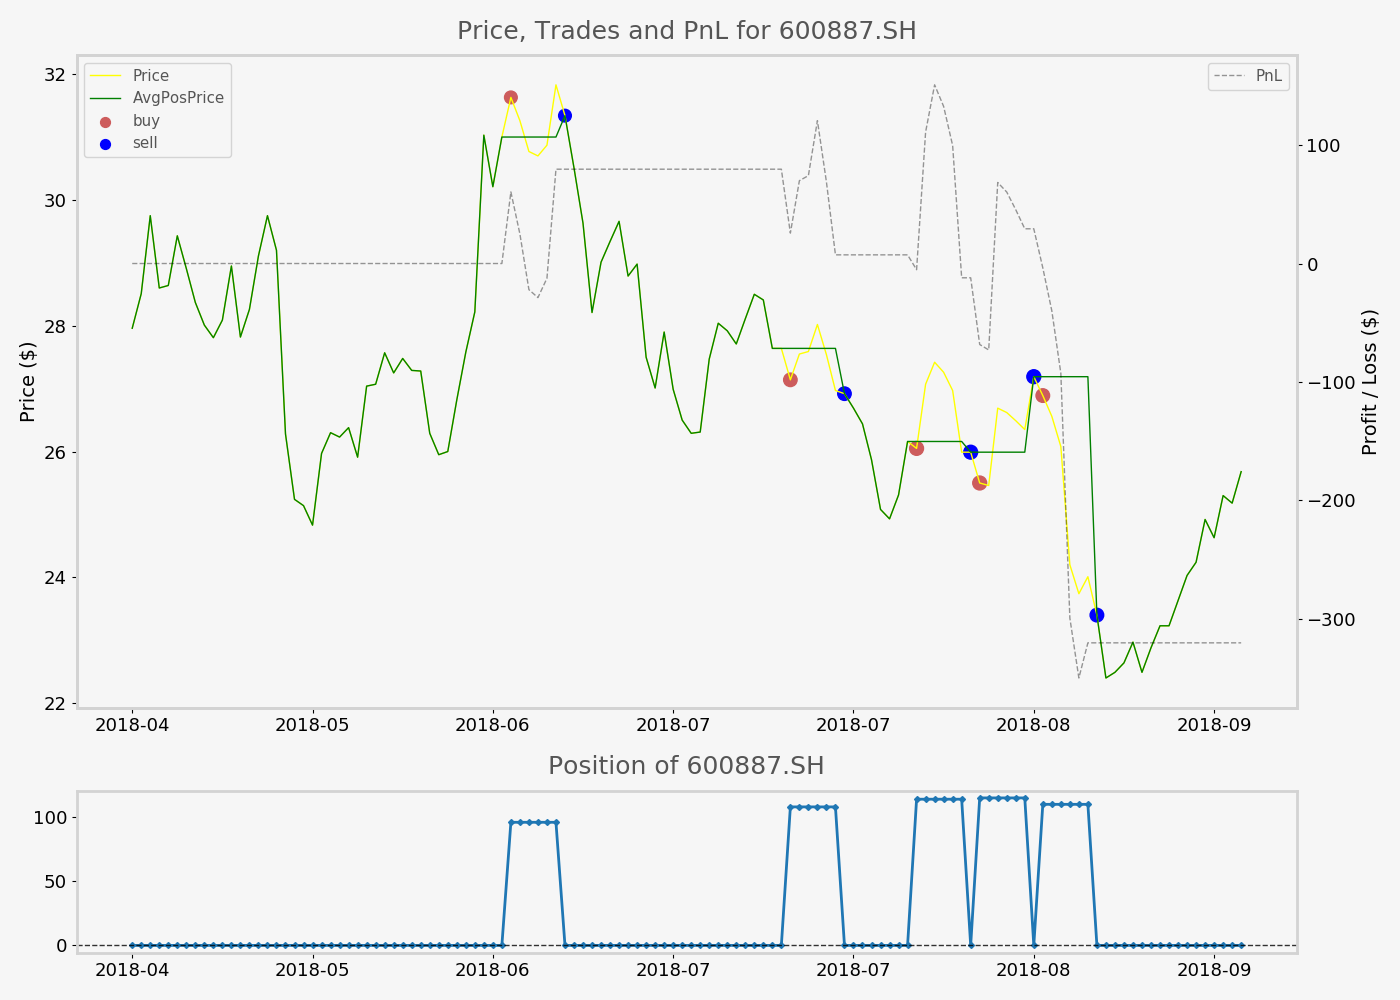 Price, Trades and PnL for 600887.SH
Price
AvgPosPrice
buy
sell
PnL
32
30
28
26
24
22
Price ($)
100
0
−100
−200
−300
Profit / Loss ($)
2018-04 2018-05 2018-06 2018-07 2018-07 2018-08 2018-09
Position of 600887.SH
100
50
0
2018-04 2018-05 2018-06 2018-07 2018-07 2018-08 2018-09